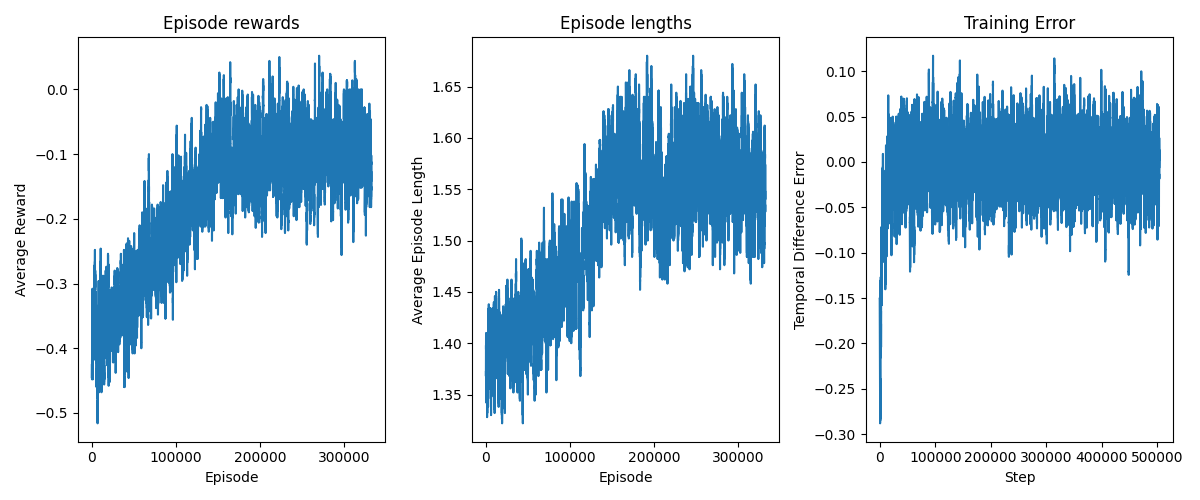 Episode rewards
Average Reward
0.0
−0.1
−0.2
−0.3
−0.4
−0.5
0 100000 200000 300000
Episode
Episode lengths
Average Episode Length
1.65
1.60
1.55
1.50
1.45
1.40
1.35
0 100000 200000 300000
Episode
Training Error
Temporal Difference Error
0.10
0.05
0.00
−0.05
−0.10
−0.15
−0.20
−0.25
−0.30
0 100000 200000 300000 400000 500000
Step